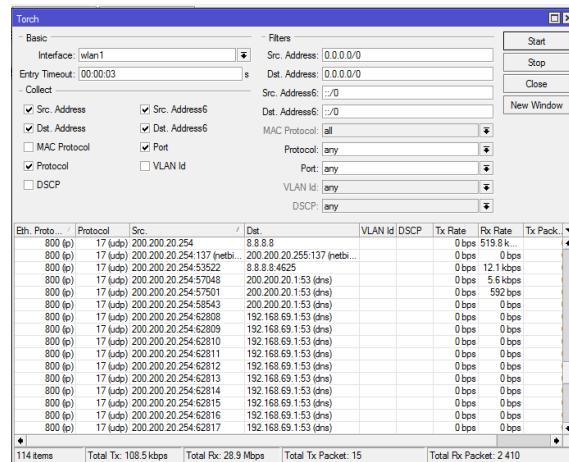 Torch
Basic
Interface: wlan1
Entry Timeout: 00:00:03 s
Collect
Src. Address
Src. Address6
Dst. Address
Dst. Address6
MAC Protocol
Port
Protocol
VLAN Id
DSCP
Filters
Src. Address: 0.0.0.0/0
Dst. Address: 0.0.0.0/0
Src. Address6: ::/0
Dst. Address6: ::/0
MAC Protocol: all
Protocol: any
Port: any
VLAN Id: any
DSCP: any
Start
Stop
Close
New Window
Eth. Proto... Protocol Src. Dst. VLAN Id DSCP Tx Rate Rx Rate Tx Pack..
800 (ip) 17 (udp) 200.200.20.254 8.8.8.8 0 bps 519.8 k...
800 (ip) 17 (udp) 200.200.20.254:137 (netbi... 200.200.20.255:137 (netbi... 0 bps 0 bps
800 (ip) 17 (udp) 200.200.20.254:53522 8.8.8.8:4625 0 bps 12.1 kbps
800 (ip) 17 (udp) 200.200.20.254:57048 200.200.20.1:53 (dns) 0 bps 5.6 kbps
800 (ip) 17 (udp) 200.200.20.254:57501 200.200.20.1:53 (dns) 0 bps 592 bps
800 (ip) 17 (udp) 200.200.20.254:58543 200.200.20.1:53 (dns) 0 bps 0 bps
800 (ip) 17 (udp) 200.200.20.254:62808 192.168.69.1:53 (dns) 0 bps 0 bps
800 (ip) 17 (udp) 200.200.20.254:62809 192.168.69.1:53 (dns) 0 bps 0 bps
800 (ip) 17 (udp) 200.200.20.254:62810 192.168.69.1:53 (dns) 0 bps 0 bps
800 (ip) 17 (udp) 200.200.20.254:62811 192.168.69.1:53 (dns) 0 bps 0 bps
800 (ip) 17 (udp) 200.200.20.254:62812 192.168.69.1:53 (dns) 0 bps 0 bps
800 (ip) 17 (udp) 200.200.20.254:62813 192.168.69.1:53 (dns) 0 bps 0 bps
800 (ip) 17 (udp) 200.200.20.254:62814 192.168.69.1:53 (dns) 0 bps 0 bps
800 (ip) 17 (udp) 200.200.20.254:62815 192.168.69.1:53 (dns) 0 bps 0 bps
800 (ip) 17 (udp) 200.200.20.254:62816 192.168.69.1:53 (dns) 0 bps 0 bps
800 (ip) 17 (udp) 200.200.20.254:62817 192.168.69.1:53 (dns) 0 bps 0 bps
114 items Total Tx: 108.5 kbps Total Rx: 28.9 Mbps Total Tx Packet: 15 Total Rx Packet: 2 410